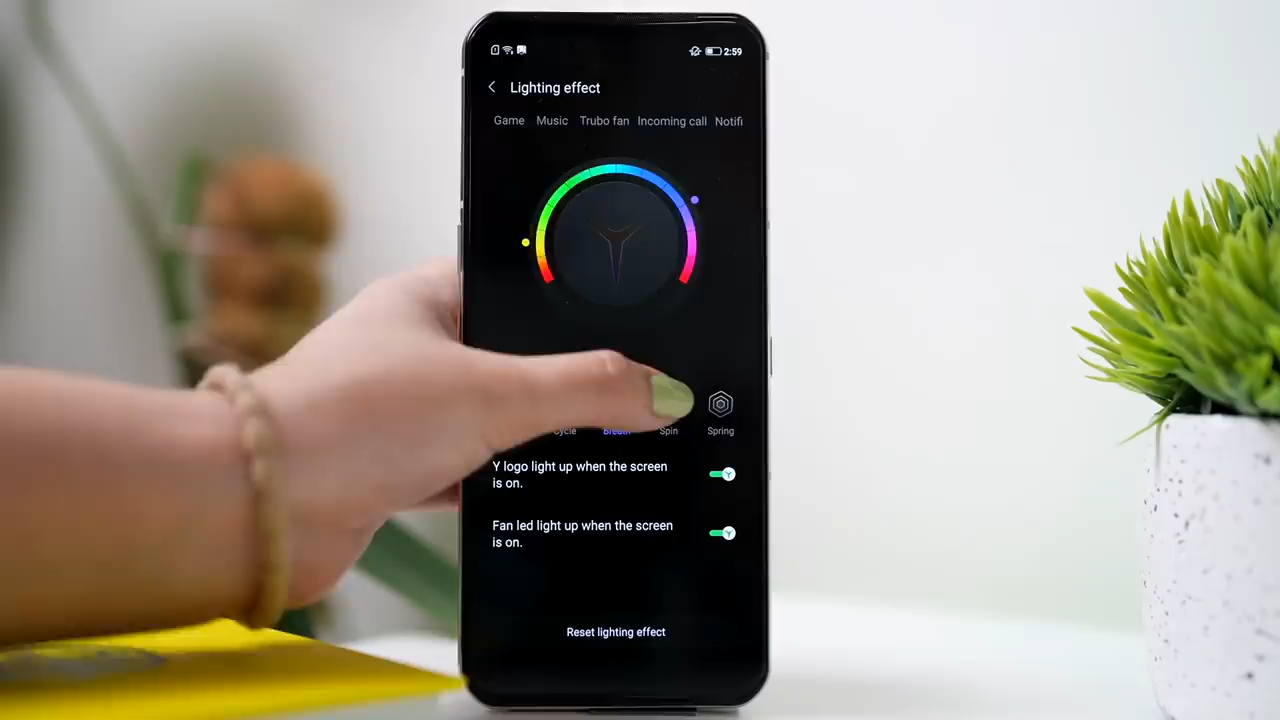 2:59
Lighting effect
Game Music Trubo fan Incoming call Notifi
Cycle Breath Spin Spring
Y logo light up when the screen
is on.
Fan led light up when the screen
is on.
Reset lighting effect